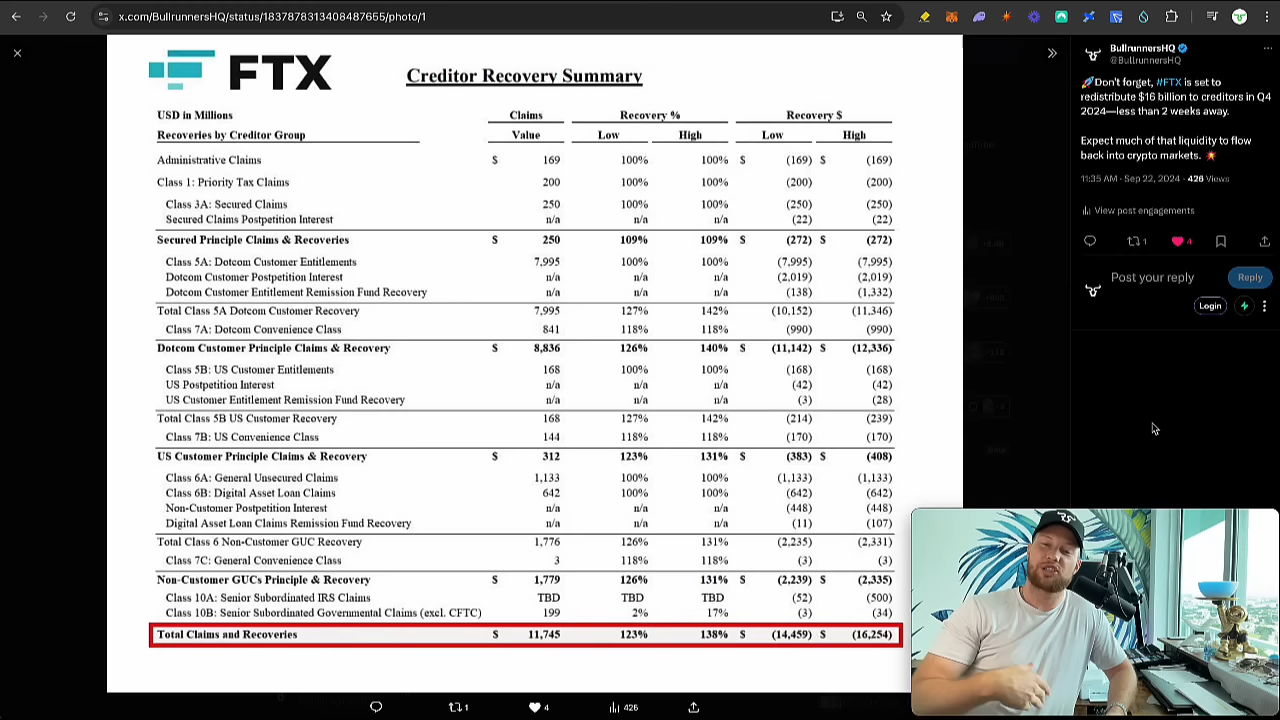 x.com/BullrunnersHQ/status/1837878313408487655/photo/1
FTX
Creditor Recovery Summary
USD in Millions Claims Recovery % Recovery $
Recoveries by Creditor Group Value Low High Low High
Administrative Claims $ 169 100% 100% $ (169) $ (169)
Class 1: Priority Tax Claims 200 100% 100% (200) (200)
Class 3A: Secured Claims 250 100% 100% (250) (250)
Secured Claims Postpetition Interest n/a n/a n/a (22) (22)
Secured Principle Claims & Recoveries $ 250 109% 109% $ (272) $ (272)
Class 5A: Dotcom Customer Entitlements 7,995 100% 100% (7,995) (7,995)
Dotcom Customer Postpetition Interest n/a n/a n/a (2,019) (2,019)
Dotcom Customer Entitlement Remission Fund Recovery n/a n/a n/a (138) (1,332)
Total Class 5A Dotcom Customer Recovery 7,995 127% 142% (10,152) (11,346)
Class 7A: Dotcom Convenience Class 841 118% 118% (990) (990)
Dotcom Customer Principle Claims & Recovery $ 8,836 126% 140% $ (11,142) $ (12,336)
Class 5B: US Customer Entitlements 168 100% 100% (168) (168)
US Postpetition Interest n/a n/a n/a (42) (42)
US Customer Entitlement Remission Fund Recovery n/a n/a n/a (3) (28)
Total Class 5B US Customer Recovery 168 127% 142% (214) (239)
Class 7B: US Convenience Class 144 118% 118% (170) (170)
US Customer Principle Claims & Recovery $ 312 123% 131% $ (383) $ (408)
Class 6A: General Unsecured Claims 1,133 100% 100% (1,133) (1,133)
Class 6B: Digital Asset Loan Claims 642 100% 100% (642) (642)
Non-Customer Postpetition Interest n/a n/a n/a (448) (448)
Digital Asset Loan Claims Remission Fund Recovery n/a n/a n/a (11) (107)
Total Class 6 Non-Customer GUC Recovery 1,776 126% 131% (2,235) (2,331)
Class 7C: General Convenience Class 3 118% 118% (3) (3)
Non-Customer GUCs Principle & Recovery $ 1,779 126% 131% $ (2,239) $ (2,335)
Class 10A: Senior Subordinated IRS Claims TBD TBD TBD (52) (500)
Class 10B: Senior Subordinated Governmental Claims (excl. CFTC) 199 2% 17% (3) (34)
Total Claims and Recoveries $ 11,745 123% 138% $ (14,459) $ (16,254)
1 4 426
BullrunnersHQ
@BullrunnersHQ
🚀Don't forget, #FTX is set to
redistribute $16 billion to creditors in Q4
2024—less than 2 weeks away.
Expect much of that liquidity to flow
back into crypto markets. 💥
11:35 AM · Sep 22, 2024 · 426 Views
View post engagements
1 4
Post your reply
Reply
Login